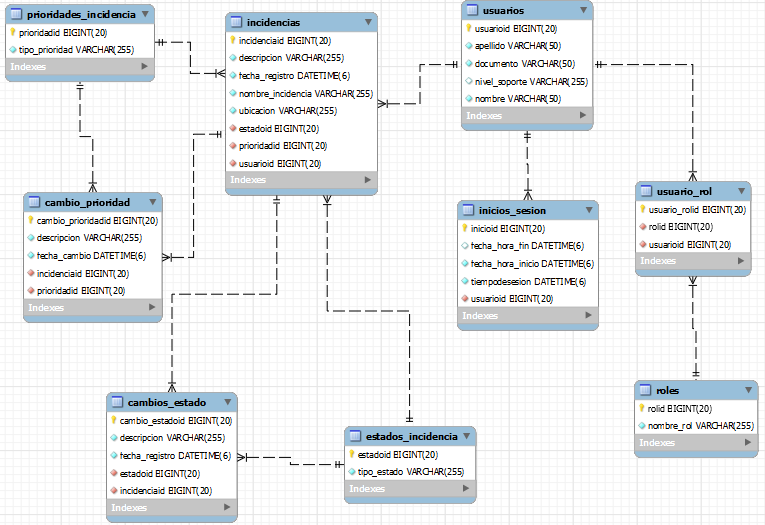 prioridades_incidencia
prioridadid BIGINT(20)
tipo_prioridad VARCHAR(255)
Indexes
incidencias
incidenciaid BIGINT(20)
descripcion VARCHAR(255)
fecha_registro DATETIME(6)
nombre_incidencia VARCHAR(255)
ubicacion VARCHAR(255)
estadoid BIGINT(20)
prioridadid BIGINT(20)
usuarioid BIGINT(20)
Indexes
usuarios
usuarioid BIGINT(20)
apellido VARCHAR(50)
documento VARCHAR(50)
nivel_soporte VARCHAR(255)
nombre VARCHAR(50)
Indexes
cambio_prioridad
cambio_prioridadid BIGINT(20)
descripcion VARCHAR(255)
fecha_cambio DATETIME(6)
incidenciaid BIGINT(20)
prioridadid BIGINT(20)
Indexes
inicios_sesion
inicioid BIGINT(20)
fecha_hora_fin DATETIME(6)
fecha_hora_inicio DATETIME(6)
tiempodesesion DATETIME(6)
usuarioid BIGINT(20)
Indexes
usuario_rol
usuario_rolid BIGINT(20)
rolid BIGINT(20)
usuarioid BIGINT(20)
Indexes
cambios_estado
cambio_estadoid BIGINT(20)
descripcion VARCHAR(255)
fecha_registro DATETIME(6)
estadoid BIGINT(20)
incidenciaid BIGINT(20)
Indexes
estados_incidencia
estadoid BIGINT(20)
tipo_estado VARCHAR(255)
Indexes
roles
rolid BIGINT(20)
nombre_rol VARCHAR(255)
Indexes